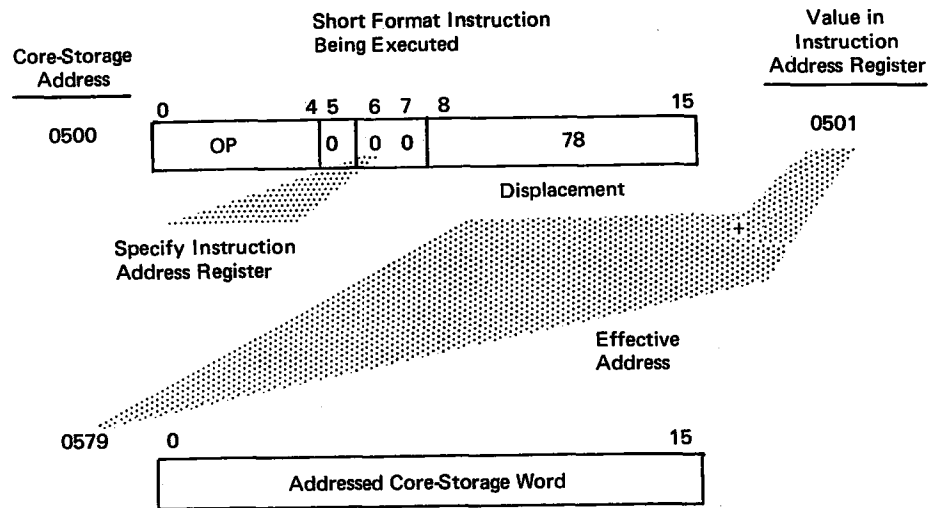 Short Format Instruction
Being Executed
Value in
Instruction
Address Register
Core-Storage
Address
0 4 5 6 7 8 15
0500 OP 0 0 0 78 0501
Displacement
+
Specify Instruction
Address Register
Effective
Address
0579 0 15
Addressed Core-Storage Word